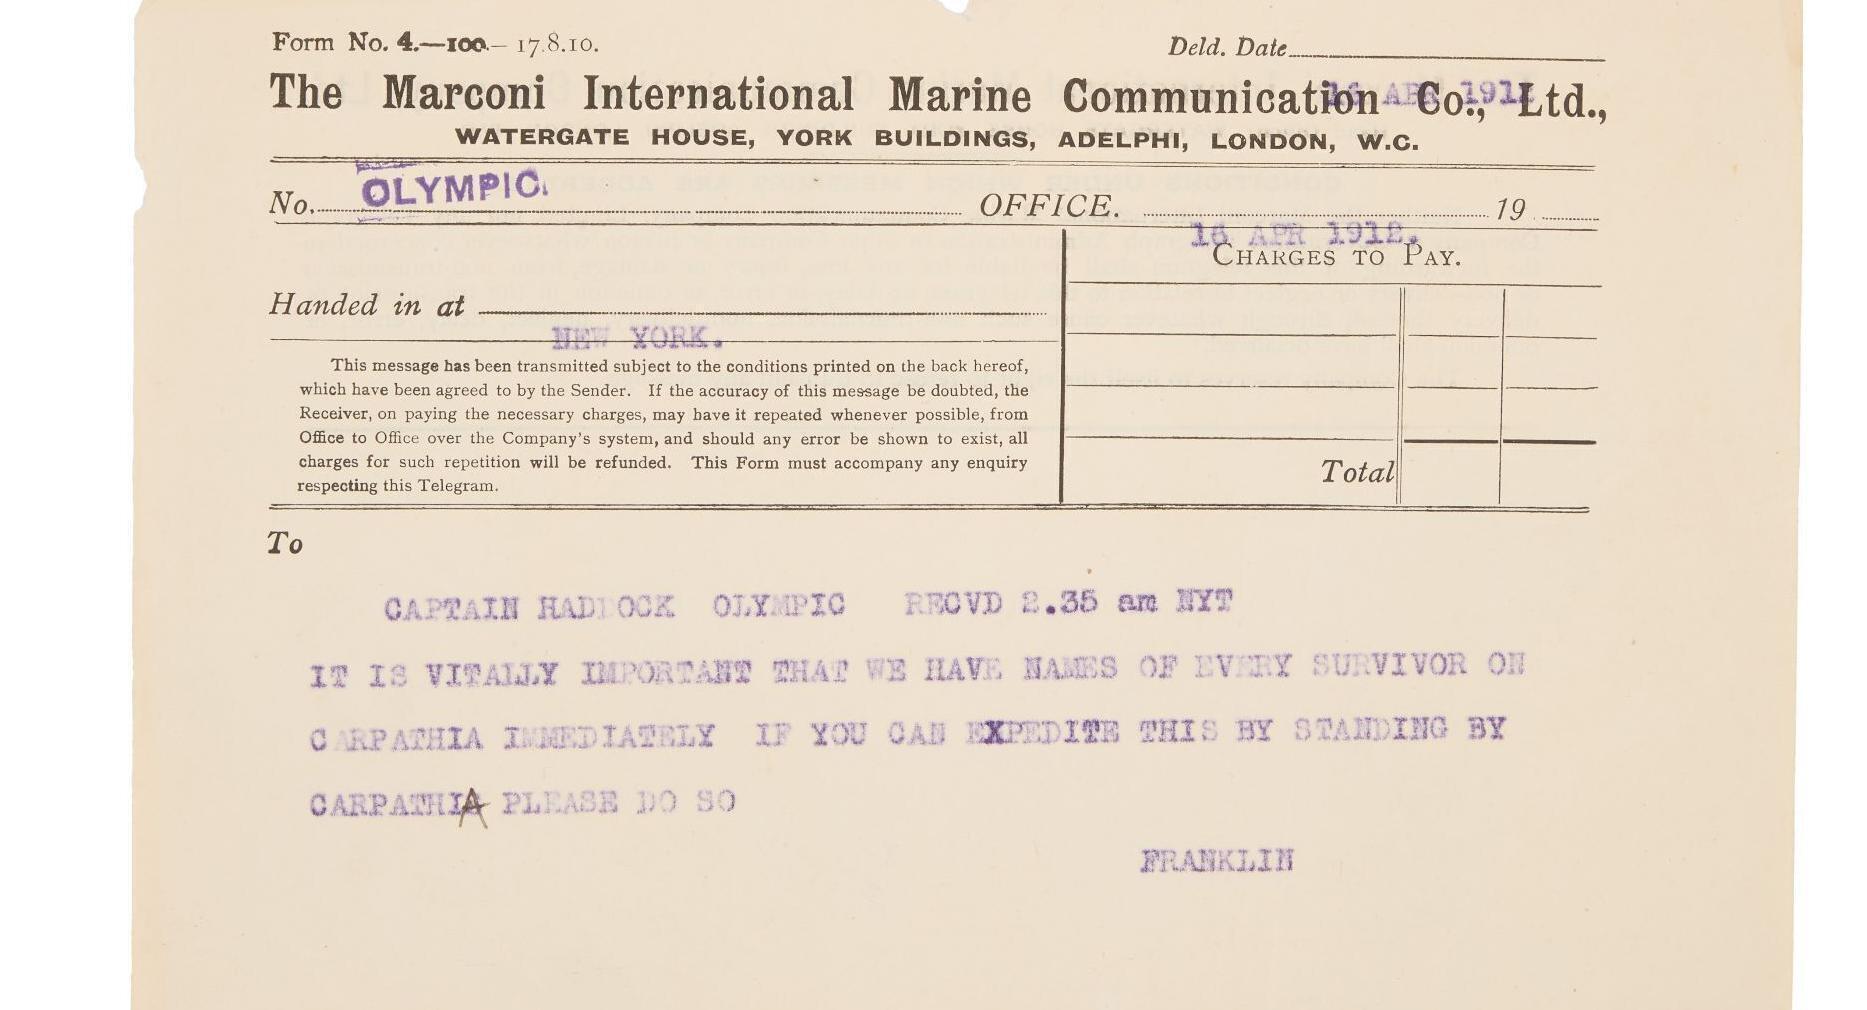 Form No. 4.—100.— 17.8.10.
Deld. Date
The Marconi International Marine Communication Co., Ltd.,
16 APR 1912
WATERGATE HOUSE, YORK BUILDINGS, ADELPHI, LONDON, W.C.
No. OLYMPIC. OFFICE. 19
16 APR 1912.
CHARGES TO PAY.
Handed in at
NEW YORK.
This message has been transmitted subject to the conditions printed on the back hereof,
which have been agreed to by the Sender. If the accuracy of this message be doubted, the
Receiver, on paying the necessary charges, may have it repeated whenever possible, from
Office to Office over the Company's system, and should any error be shown to exist, all
charges for such repetition will be refunded. This Form must accompany any enquiry
respecting this Telegram.
Total
To
CAPTAIN HADDOCK OLYMPIC RECVD 2.35 am NYT
IT IS VITALLY IMPORTANT THAT WE HAVE NAMES OF EVERY SURVIVOR ON
CARPATHIA IMMEDIATELY IF YOU CAN EXPEDITE THIS BY STANDING BY
CARPATHIA PLEASE DO SO
FRANKLIN